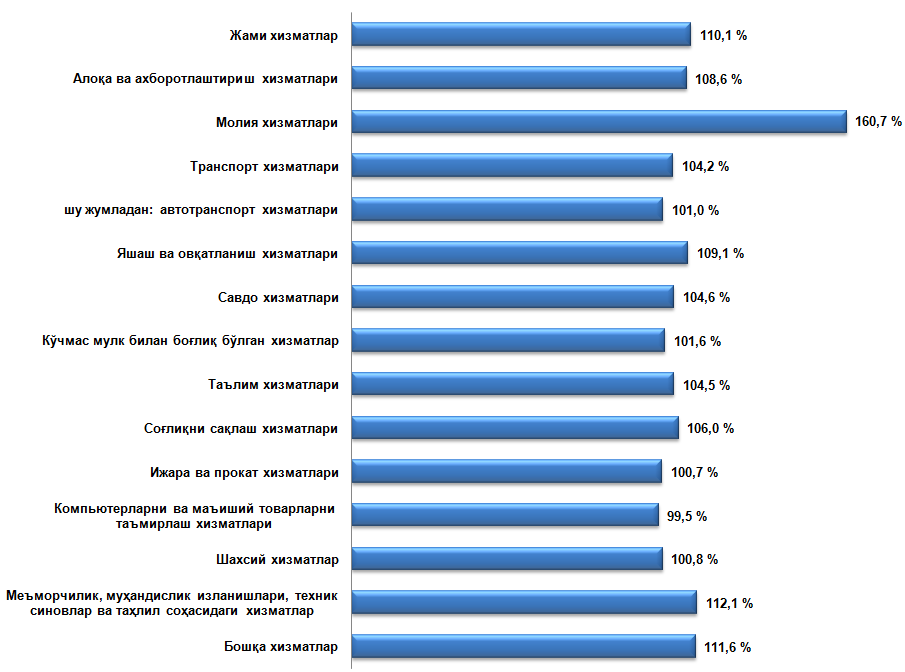 Жами хизматлар 110,1 %
Алоқа ва ахборотлаштириш хизматлари 108,6 %
Молия хизматлари 160,7 %
Транспорт хизматлари 104,2 %
шу жумладан: автотранспорт хизматлари 101,0 %
Яшаш ва овқатланиш хизматлари 109,1 %
Савдо хизматлари 104,6 %
Кўчмас мулк билан боғлиқ бўлган хизматлар 101,6 %
Таълим хизматлари 104,5 %
Соғлиқни сақлаш хизматлари 106,0 %
Ижара ва прокат хизматлари 100,7 %
Компьютерларни ва маъиший товарларни
таъмирлаш хизматлари 99,5 %
Шахсий хизматлар 100,8 %
Меъморчилик, муҳандислик изланишлари, техник
синовлар ва таҳлил соҳасидаги хизматлар 112,1 %
Бошқа хизматлар 111,6 %